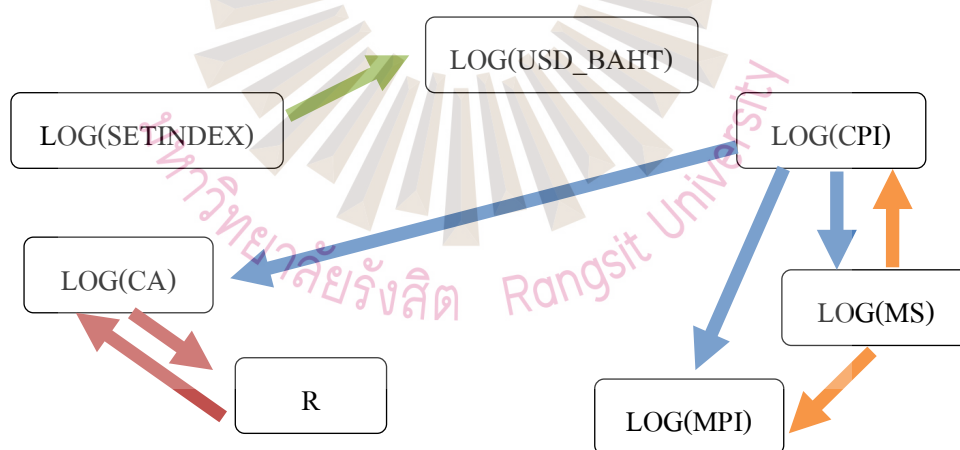 LOG(USD_BAHT)
LOG(SETINDEX)
LOG(CPI)
LOG(CA)
LOG(MS)
R
LOG(MPI)
มหาวิทยาลัยรังสิต Rangsit University